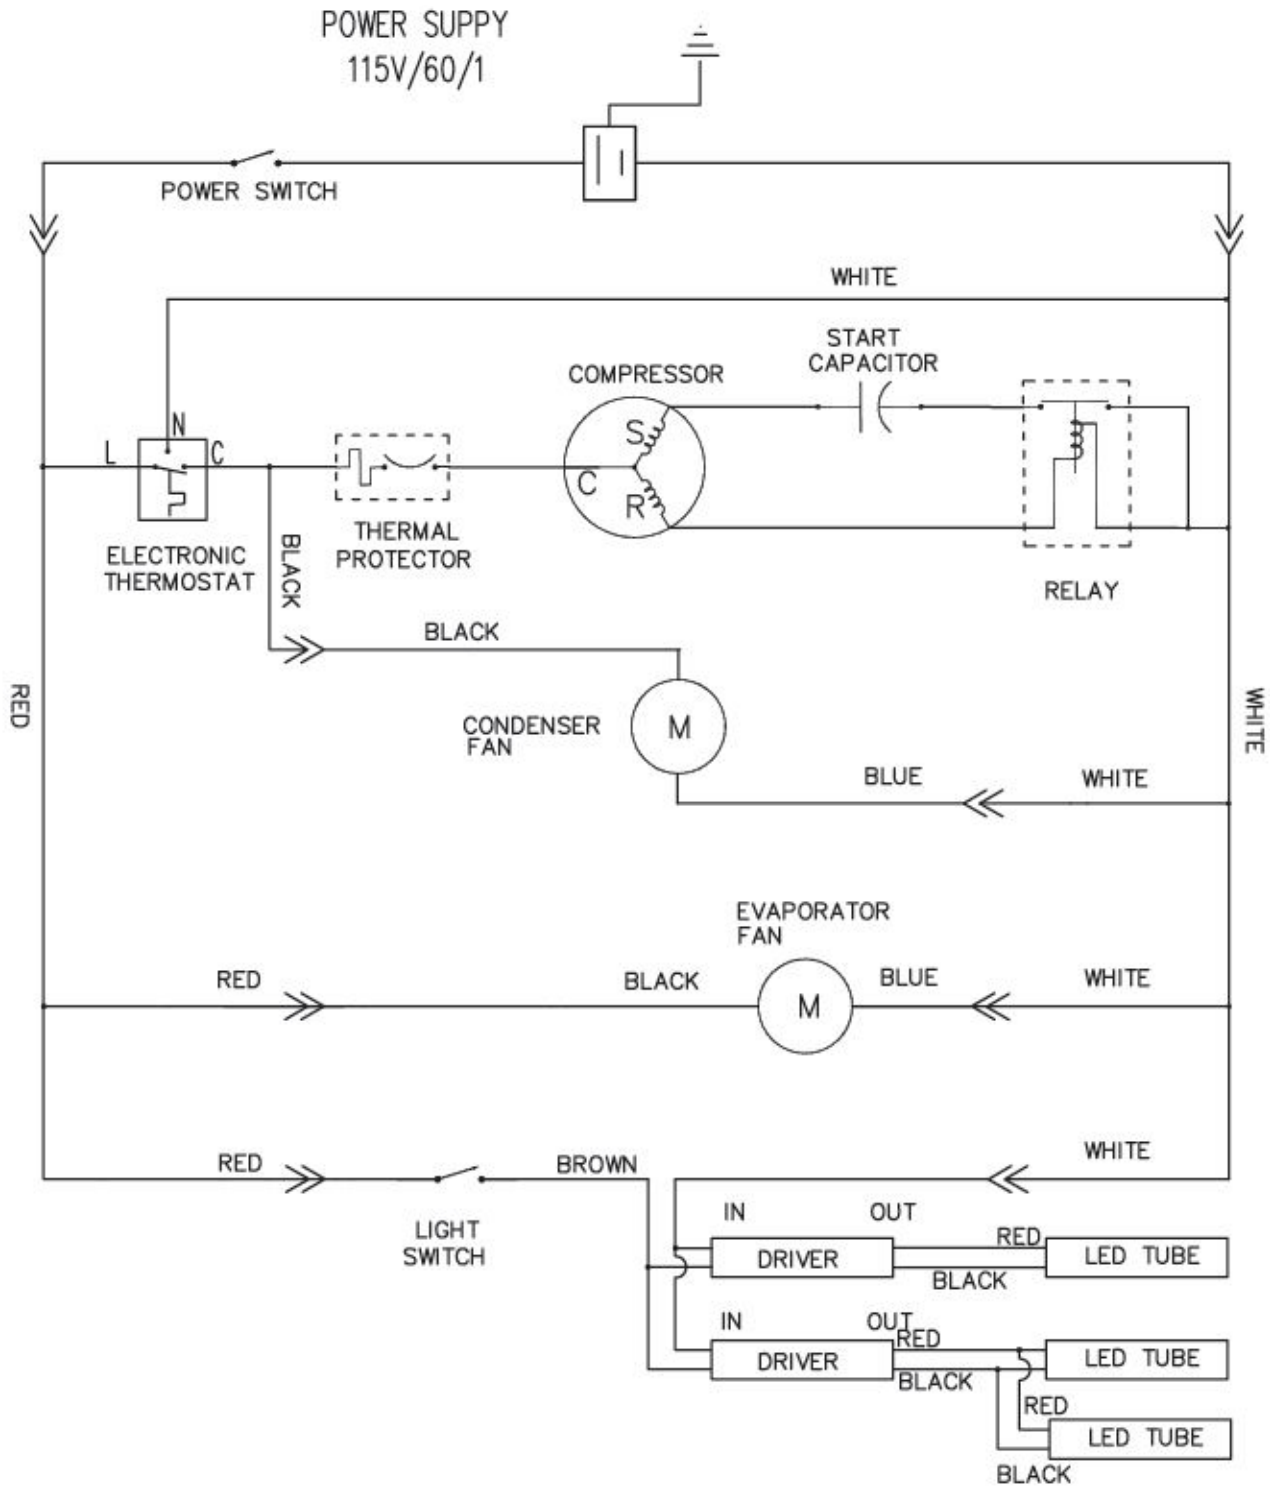 POWER SUPPY
115V/60/1
POWER SWITCH
WHITE
START
CAPACITOR
COMPRESSOR
N
L
C
S
C
R
ELECTRONIC
THERMOSTAT
BLACK
THERMAL
PROTECTOR
RELAY
BLACK
RED
WHITE
CONDENSER
FAN
M
BLUE
WHITE
EVAPORATOR
FAN
RED
BLACK
M
BLUE
WHITE
RED
BROWN
WHITE
LIGHT
SWITCH
IN
OUT
DRIVER
RED
BLACK
LED TUBE
IN
OUT
DRIVER
RED
BLACK
LED TUBE
RED
LED TUBE
BLACK